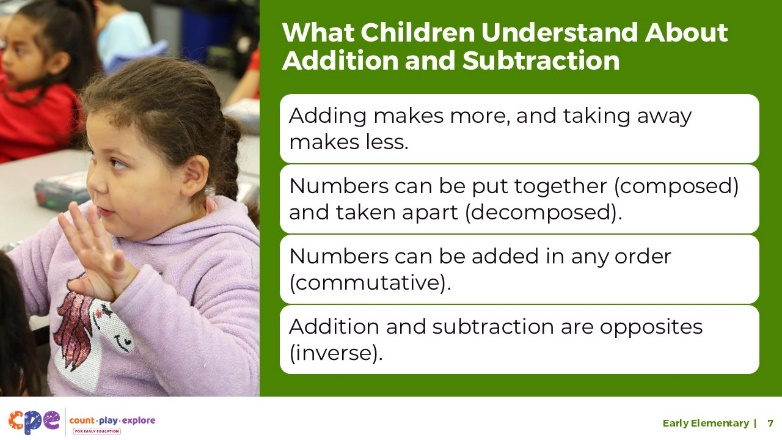 What Children Understand About
Addition and Subtraction
Adding makes more, and taking away
makes less.
Numbers can be put together (composed)
and taken apart (decomposed).
Numbers can be added in any order
(commutative).
Addition and subtraction are opposites
(inverse).
cpe
count·play·explore
FOR EARLY EDUCATION
Early Elementary | 7